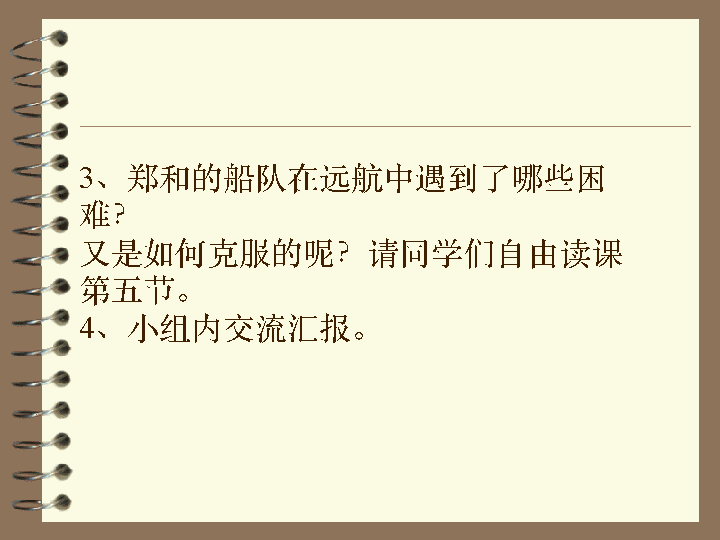 3、郑和的船队在远航中遇到了哪些困
难?
又是如何克服的呢? 请同学们自由读课
第五节。
4、小组内交流汇报。